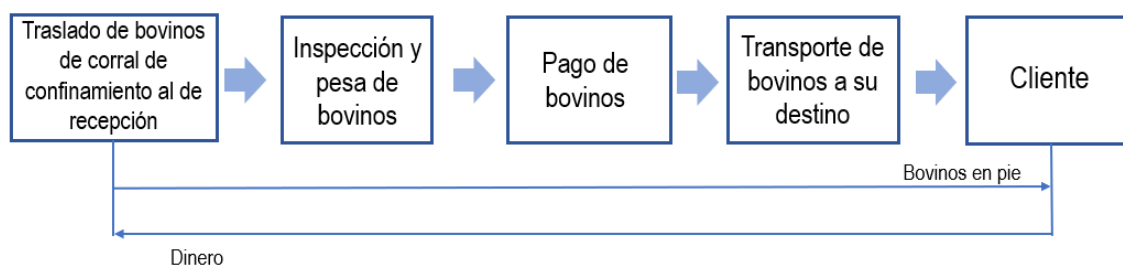 Traslado de bovinos
de corral de
confinamiento al de
recepción
Inspección y
pesa de
bovinos
Pago de
bovinos
Transporte de
bovinos a su
destino
Cliente
Bovinos en pie
Dinero